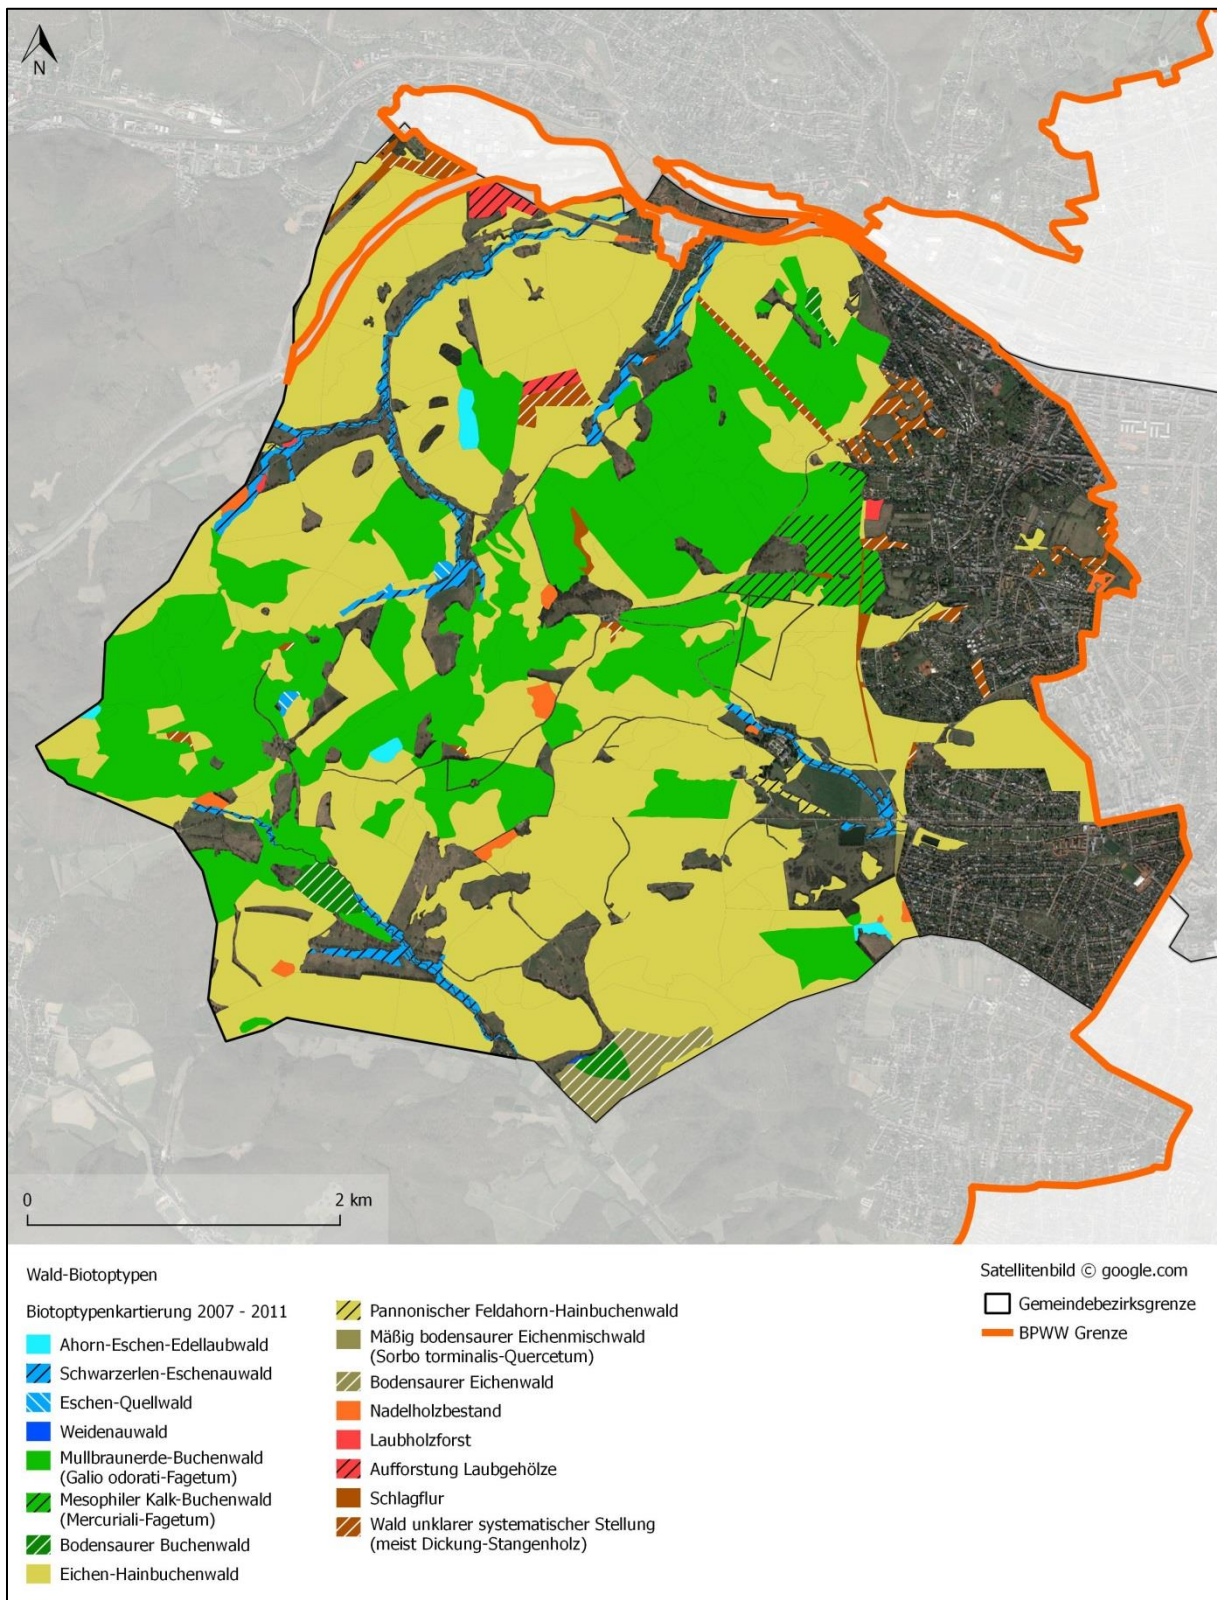 N
0 2 km
Wald-Biotoptypen
Biotoptypenkartierung 2007 - 2011
Ahorn-Eschen-Edellaubwald
Schwarzerlen-Eschenauwald
Eschen-Quellwald
Weidenauwald
Mullbraunerde-Buchenwald
(Galio odorati-Fagetum)
Mesophiler Kalk-Buchenwald
(Mercuriali-Fagetum)
Bodensaurer Buchenwald
Eichen-Hainbuchenwald
Pannonischer Feldahorn-Hainbuchenwald
Mäßig bodensaurer Eichenmischwald
(Sorbo torminalis-Quercetum)
Bodensaurer Eichenwald
Nadelholzbestand
Laubholzforst
Aufforstung Laubgehölze
Schlagflur
Wald unklarer systematischer Stellung
(meist Dickung-Stangenholz)
Satellitenbild © google.com
Gemeindebezirksgrenze
BPWW Grenze